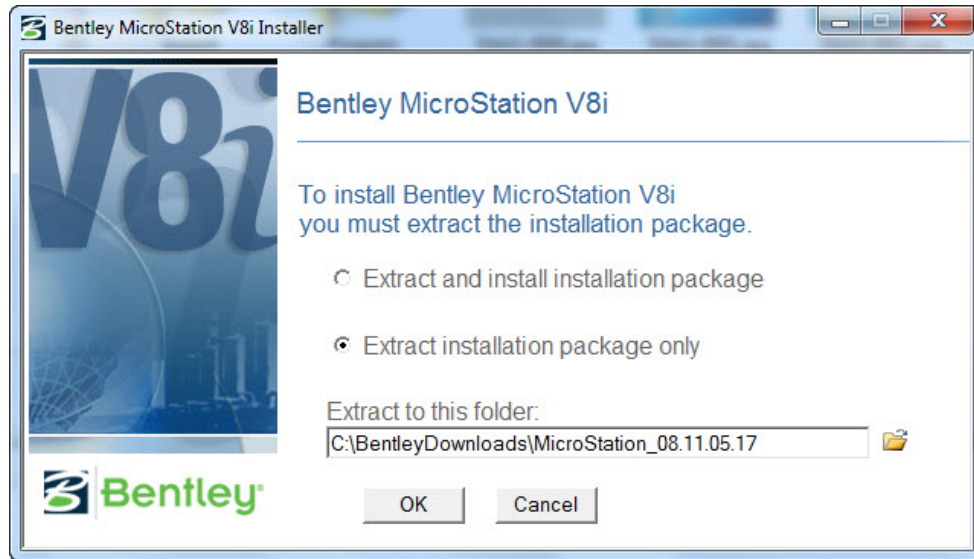 Bentley MicroStation V8i Installer
V8i
Bentley MicroStation V8i
To install Bentley MicroStation V8i
you must extract the installation package.
Extract and install installation package
Extract installation package only
Extract to this folder:
C:\BentleyDownloads\MicroStation_08.11.05.17
Bentley
OK
Cancel